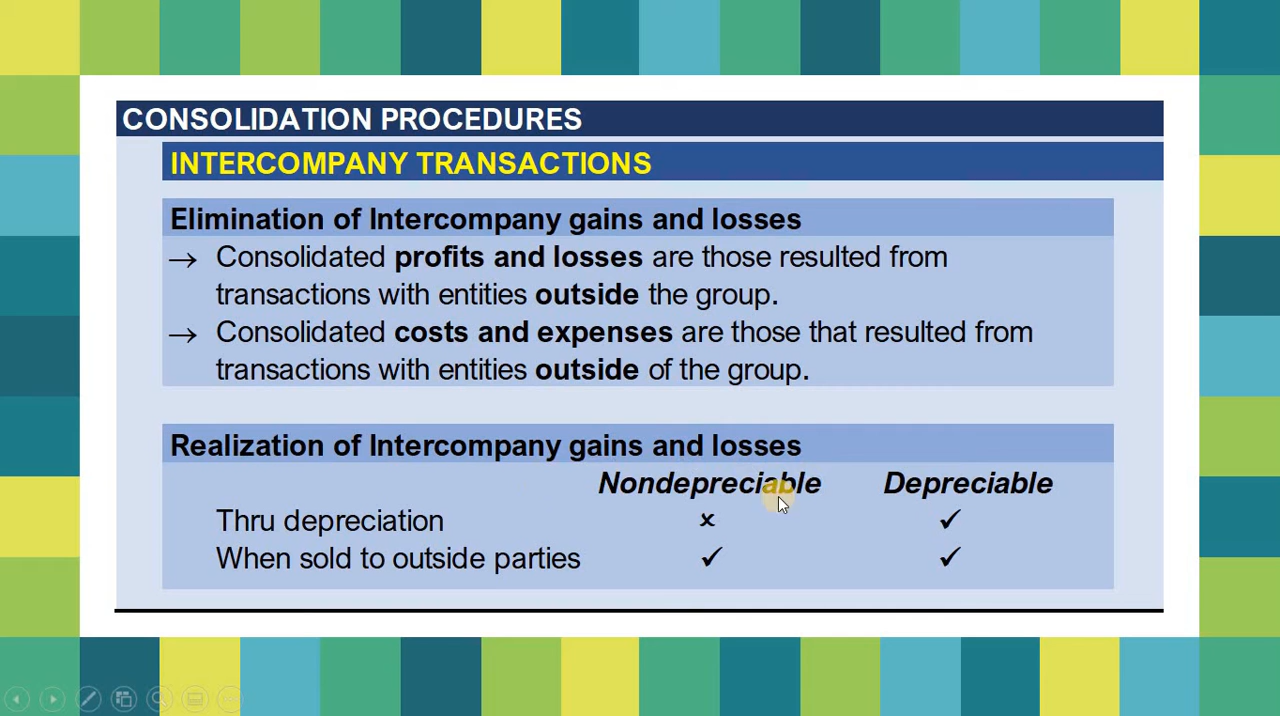 CONSOLIDATION PROCEDURES
INTERCOMPANY TRANSACTIONS
Elimination of Intercompany gains and losses
→ Consolidated profits and losses are those resulted from
transactions with entities outside the group.
→ Consolidated costs and expenses are those that resulted from
transactions with entities outside of the group.
Realization of Intercompany gains and losses
Nondepreciable Depreciable
Thru depreciation × ✓
When sold to outside parties ✓ ✓